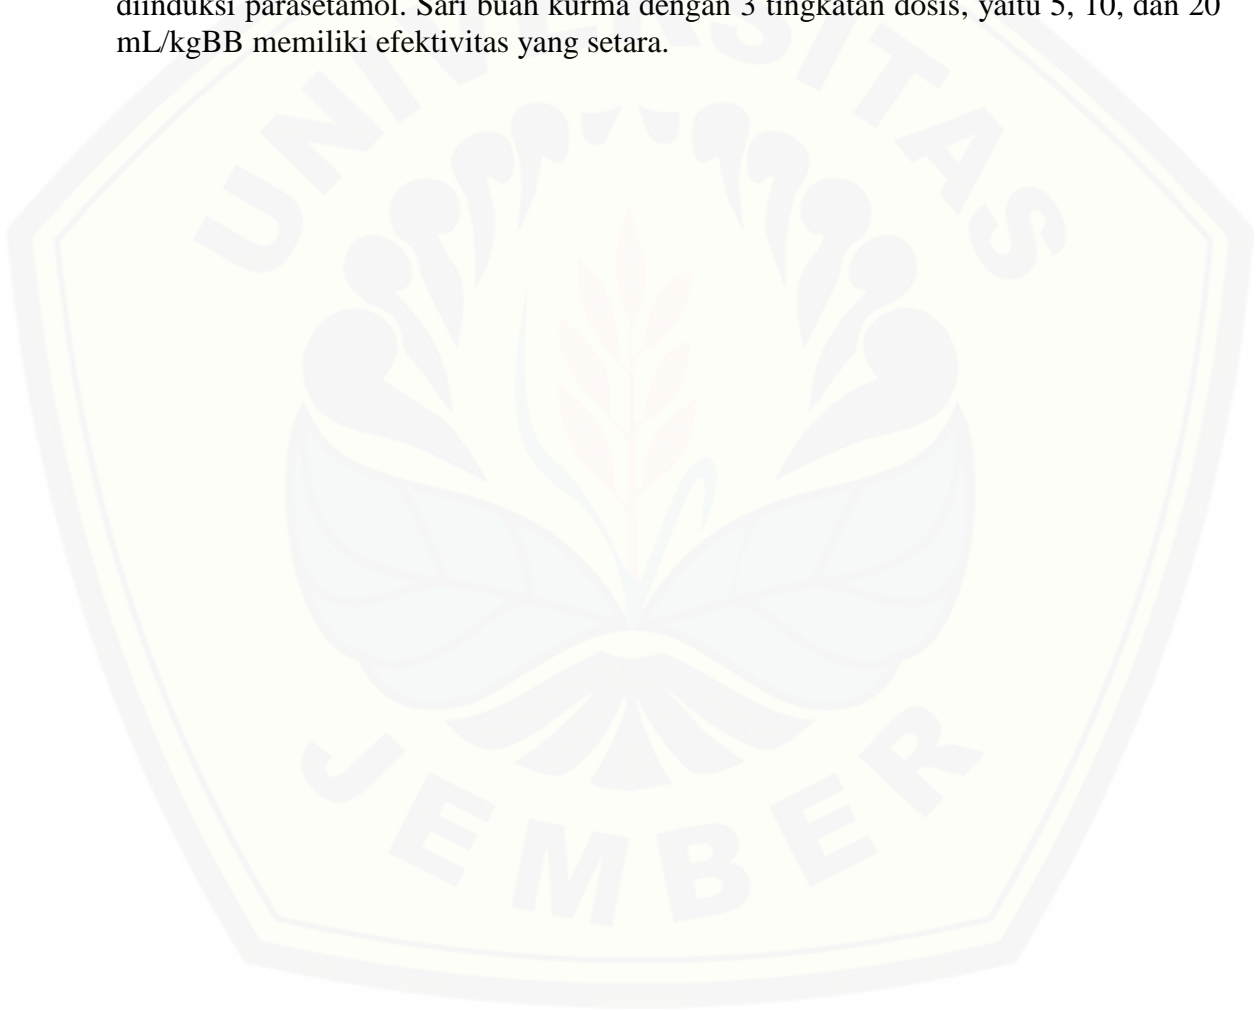 diinduksi parasetamol. Sari buah kurma dengan 3 tingkatan dosis, yaitu 5, 10, dan 20
mL/kgBB memiliki efektivitas yang setara.
UNIVERSITAS
JEMBER